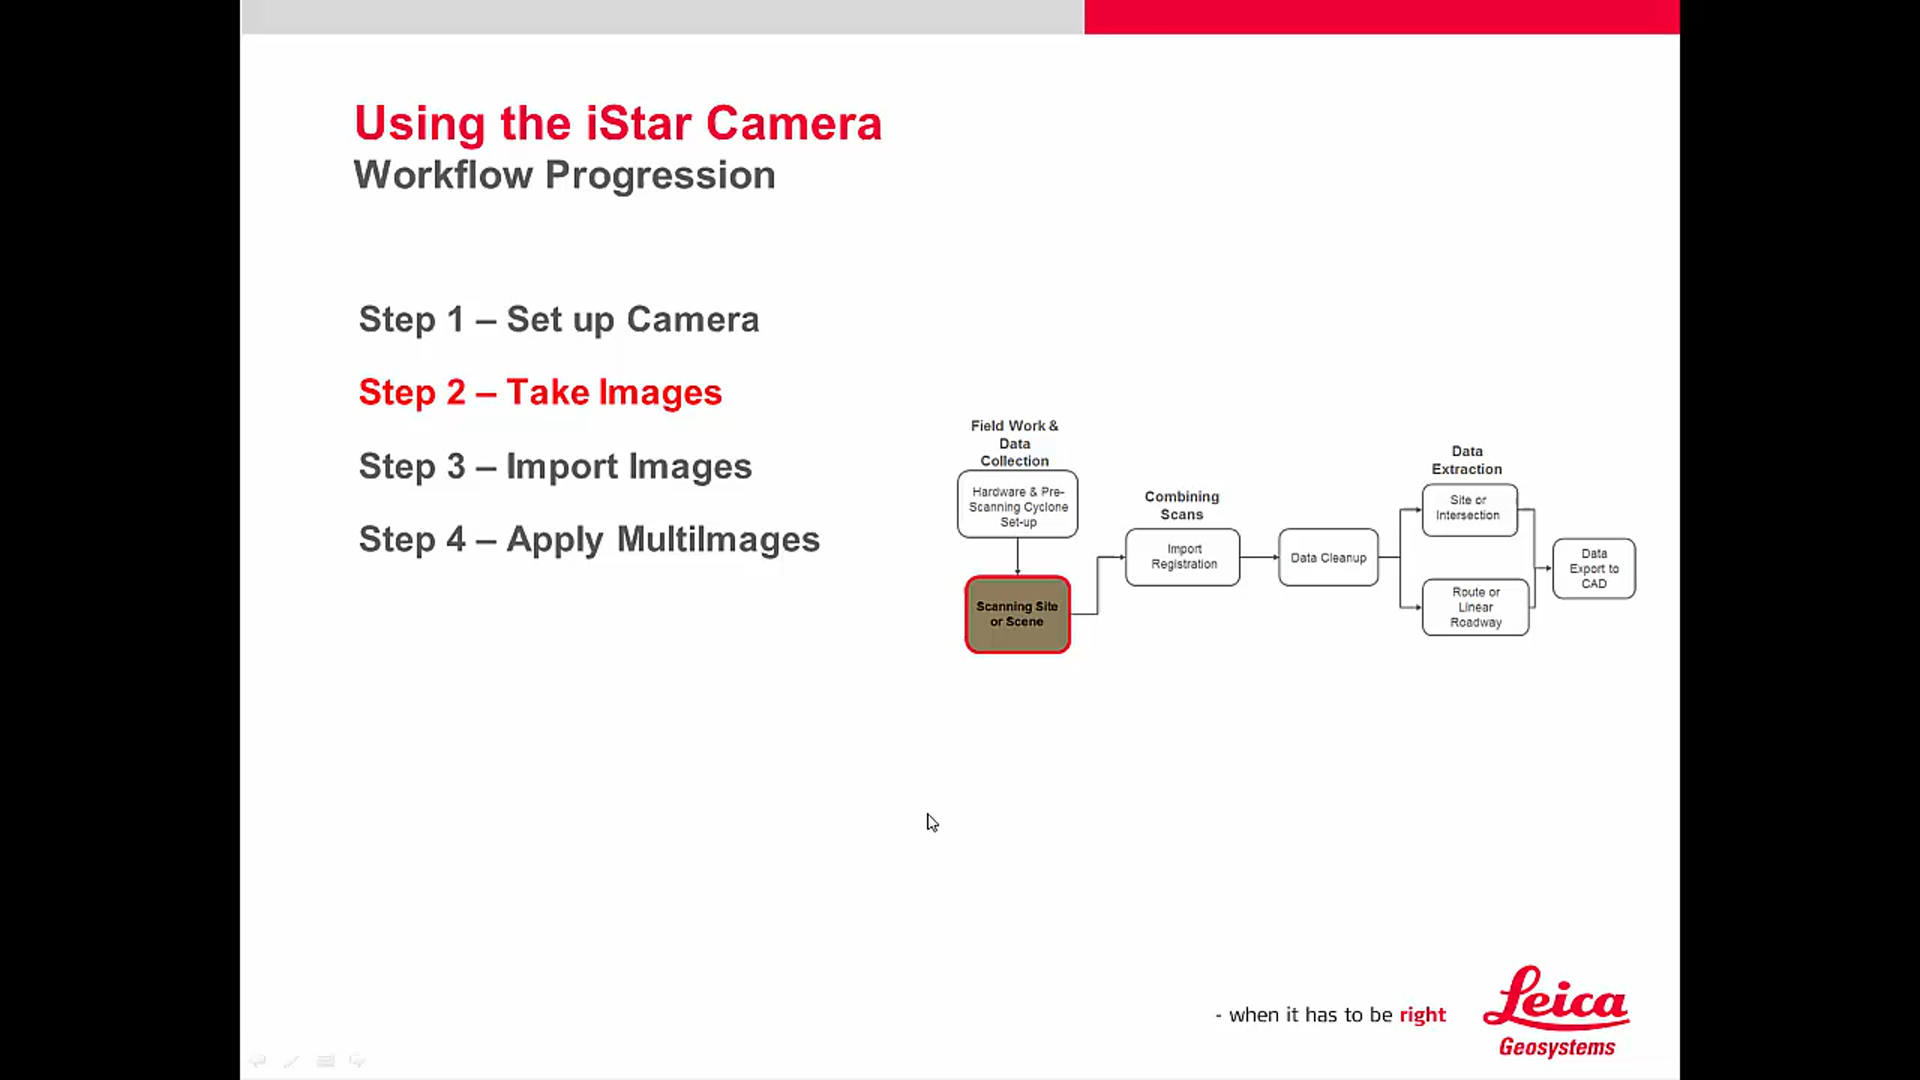 Using the iStar Camera
Workflow Progression
Step 1 – Set up Camera
Step 2 – Take Images
Step 3 – Import Images
Step 4 – Apply MultiImages
Field Work &
Data
Collection
Hardware & Pre-
Scanning Cyclone
Set-up
Scanning Site
or Scene
Combining
Scans
Import
Registration
Data Cleanup
Data
Extraction
Site or
Intersection
Route or
Linear
Roadway
Data
Export to
CAD
- when it has to be right
Leica
Geosystems